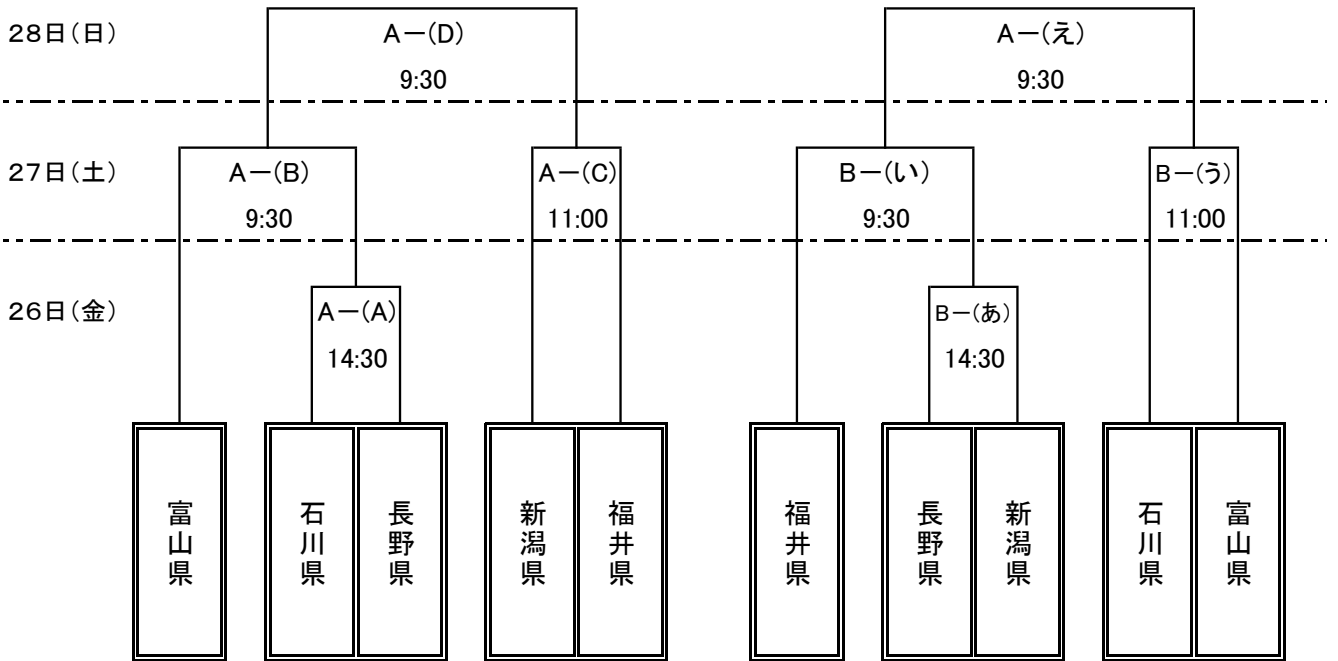 28日(日)
A－(D)
A－(え)
9:30
9:30
27日(土)
A－(B)
A－(C)
B－(い)
B－(う)
9:30
11:00
9:30
11:00
26日(金)
A－(A)
B－(あ)
14:30
14:30
富山県
石川県
長野県
新潟県
福井県
福井県
長野県
新潟県
石川県
富山県